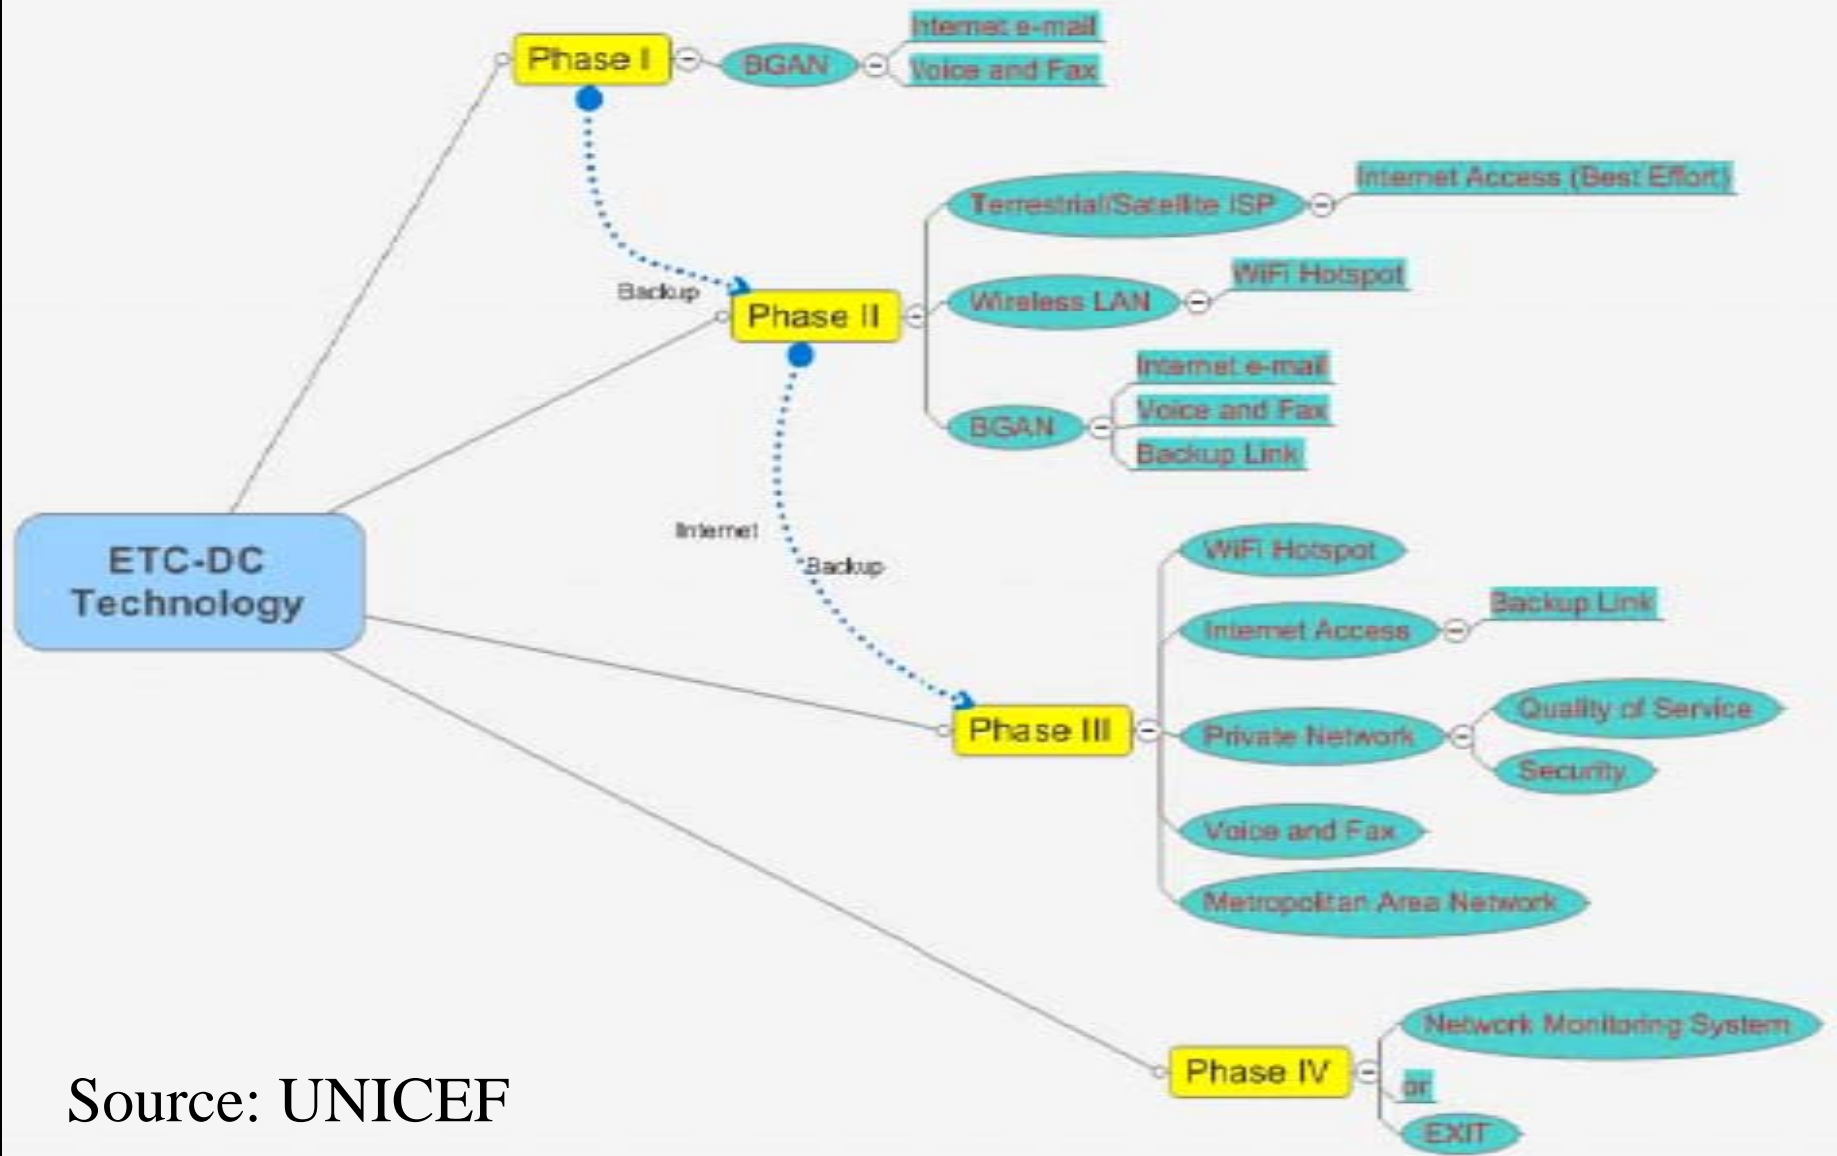 Phase I
BGAN
Internet e-mail
Voice and Fax
Backup
Phase II
Terrestrial/Satellite ISP
Internet Access (Best Effort)
Wireless LAN
WiFi Hotspot
BGAN
Internet e-mail
Voice and Fax
Backup Link
Internet
Backup
ETC-DC
Technology
Phase III
WiFi Hotspot
Internet Access
Backup Link
Private Network
Quality of Service
Security
Voice and Fax
Metropolitan Area Network
Phase IV
Network Monitoring System
or
EXIT
Source: UNICEF